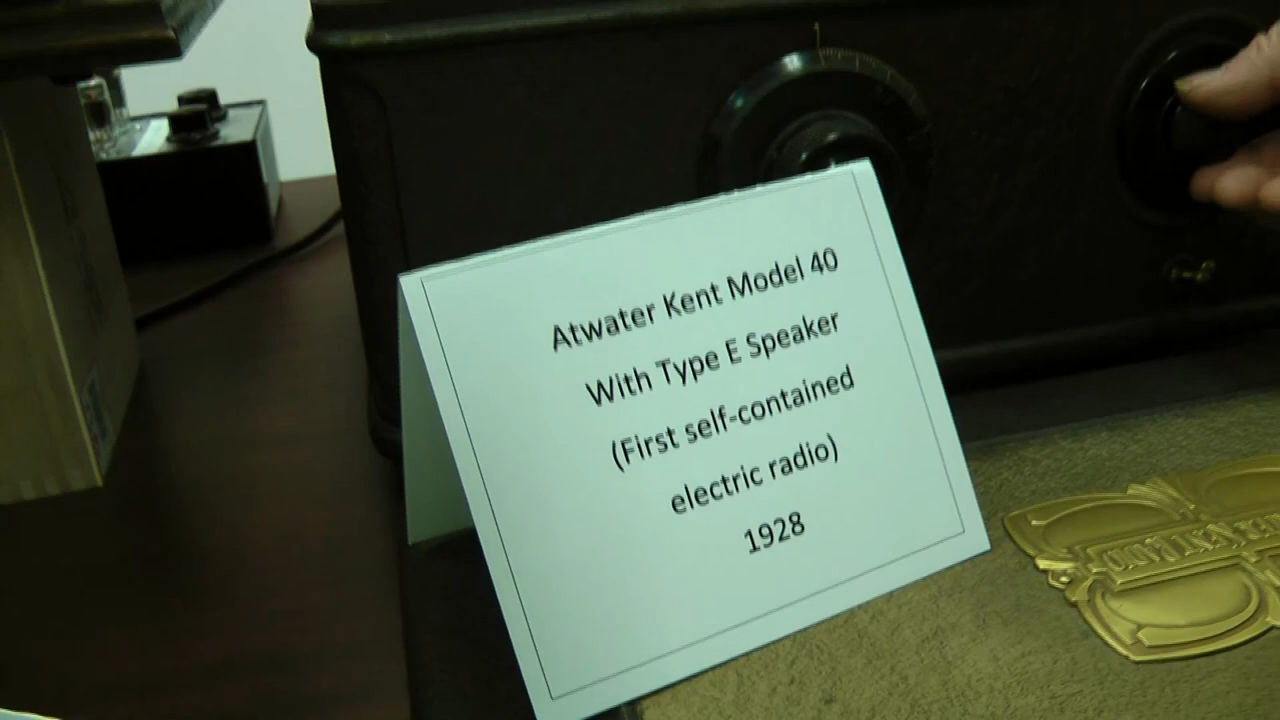 Atwater Kent Model 40
With Type E Speaker
(First self-contained
electric radio)
1928